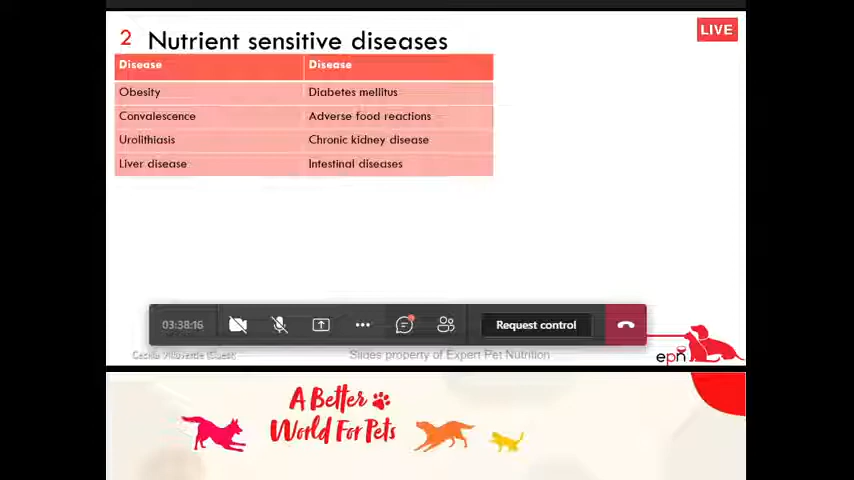 LIVE
2 Nutrient sensitive diseases
Disease Disease
Obesity Diabetes mellitus
Convalescence Adverse food reactions
Urolithiasis Chronic kidney disease
Liver disease Intestinal diseases
03:38:16 Request control
(Guest) Slides property of Expert Pet Nutrition epn
A Better
World For Pets